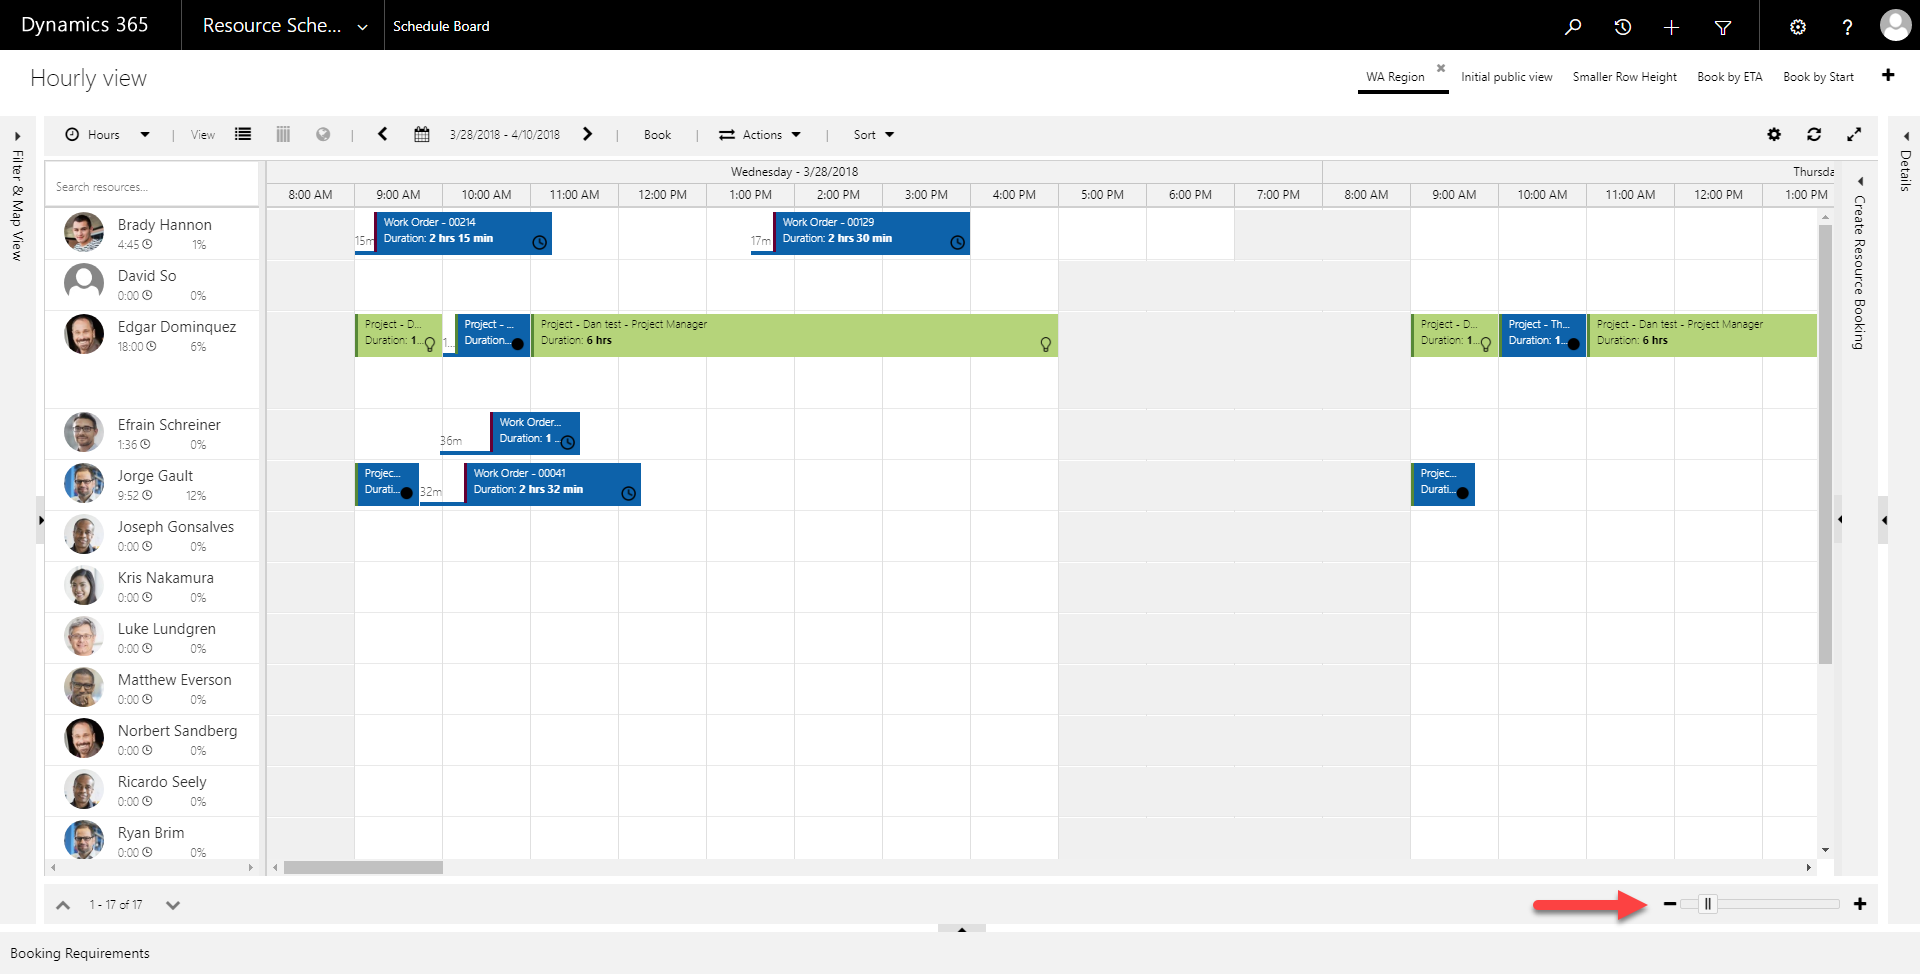 Dynamics 365
Resource Sche...
Schedule Board
?
Hourly view
WA Region
Initial public view
Smaller Row Height
Book by ETA
Book by Start
Hours
View
3/28/2018 - 4/10/2018
Book
Actions
Sort
Filter & Map View
Details
Create Resource Booking
Search resources...
Wednesday - 3/28/2018
Thursda
8:00 AM 9:00 AM 10:00 AM 11:00 AM 12:00 PM 1:00 PM 2:00 PM 3:00 PM 4:00 PM 5:00 PM 6:00 PM 7:00 PM 8:00 AM 9:00 AM 10:00 AM 11:00 AM 12:00 PM 1:00 PM
Brady Hannon
4:45 1%
15m
Work Order - 00214
Duration: 2 hrs 15 min
17m
Work Order - 00129
Duration: 2 hrs 30 min
David So
0:00 0%
Edgar Dominquez
18:00 6%
Project - D...
Duration: 1...
1...
Project - ...
Duration...
Project - Dan test - Project Manager
Duration: 6 hrs
Project - D...
Duration: 1...
Project - Th...
Duration: 1...
Project - Dan test - Project Manager
Duration: 6 hrs
Efrain Schreiner
1:36 0%
36m
Work Order...
Duration: 1 ...
Jorge Gault
9:52 12%
Projec...
Durati...
32m
Work Order - 00041
Duration: 2 hrs 32 min
Projec...
Durati...
Joseph Gonsalves
0:00 0%
Kris Nakamura
0:00 0%
Luke Lundgren
0:00 0%
Matthew Everson
0:00 0%
Norbert Sandberg
0:00 0%
Ricardo Seely
0:00 0%
Ryan Brim
0:00 0%
1 - 17 of 17
Booking Requirements